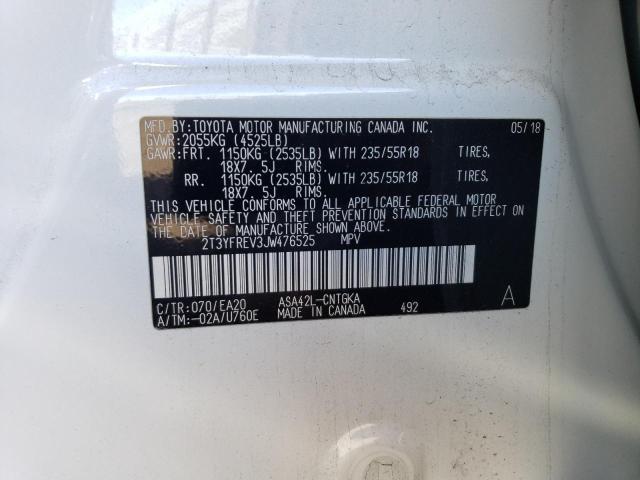 MFD.BY:TOYOTA MOTOR MANUFACTURING CANADA INC. 05/18
GVWR:2055KG (4525LB)
GAWR:FRT. 1150KG (2535LB) WITH 235/55R18 TIRES,
18X7.5J RIMS.
RR. 1150KG (2535LB) WITH 235/55R18 TIRES,
18X7.5J RIMS.
THIS VEHICLE CONFORMS TO ALL APPLICABLE FEDERAL MOTOR
VEHICLE SAFETY AND THEFT PREVENTION STANDARDS IN EFFECT ON
THE DATE OF MANUFACTURE SHOWN ABOVE.
2T3YFREV3JW476525 MPV
C/TR:070/EA20 ASA42L-CNTGKA A
A/TM:-02A/U760E MADE IN CANADA 492